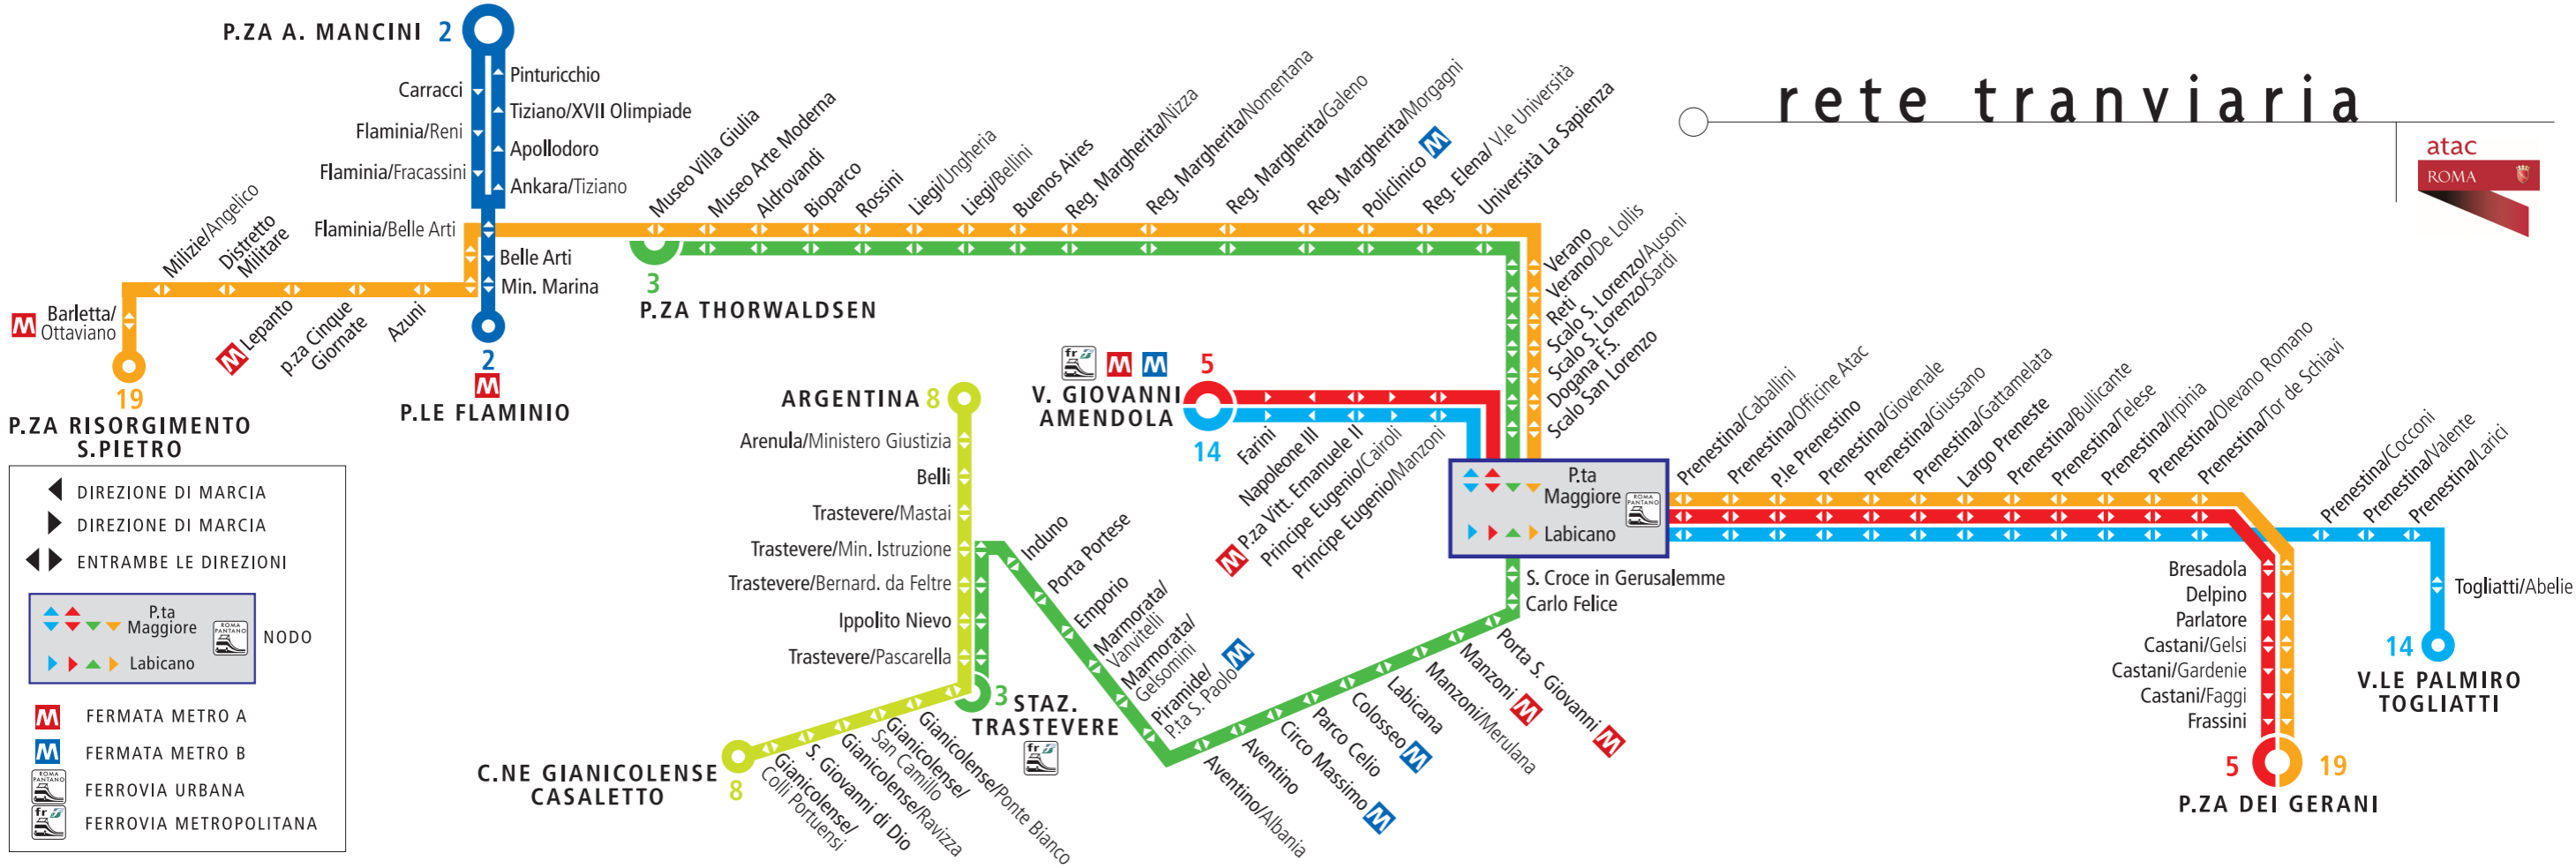 rete tranviaria
atac
ROMA
P.ZA A. MANCINI 2
Carracci
Flaminia/Reni
Flaminia/Fracassini
Flaminia/Belle Arti
Pinturicchio
Tiziano/XVII Olimpiade
Apollodoro
Ankara/Tiziano
Belle Arti
Min. Marina
2
M
P.LE FLAMINIO
Milizie/Angelico
Distretto
Militare
M Barletta/
Ottaviano
M Lepanto
p.za Cinque
Giornate
Azuni
19
P.ZA RISORGIMENTO
S.PIETRO
Museo Villa Giulia
Museo Arte Moderna
Aldrovandi
Bioparco
Rossini
Liegi/Ungheria
Liegi/Bellini
Buenos Aires
Reg. Margherita/Nizza
Reg. Margherita/Nomentana
Reg. Margherita/Galeno
Reg. Margherita/Morgagni
Policlinico M
Reg. Elena/ V.le Università
Università La Sapienza
3
P.ZA THORWALDSEN
Verano
Verano/De Lollis
Reti
Scalo S. Lorenzo/Ausoni
Scalo S. Lorenzo/Sardi
Dogana F.S.
Scalo San Lorenzo
fr M M
5
V. GIOVANNI
AMENDOLA
14
Farini
Napoleone III
M P.za Vitt. Emanuele II
Principe Eugenio/Cairoli
Principe Eugenio/Manzoni
P.ta
Maggiore
ROMA
PANTANO
Labicano
Prenestina/Caballini
Prenestina/Officine Atac
P.le Prenestino
Prenestina/Giovenale
Prenestina/Giussano
Prenestina/Gattamelata
Largo Preneste
Prenestina/Bullicante
Prenestina/Telese
Prenestina/Irpinia
Prenestina/Olevano Romano
Prenestina/Tor de Schiavi
Prenestina/Cocconi
Prenestina/Valente
Prenestina/Larici
Togliatti/Abelie
14
V.LE PALMIRO
TOGLIATTI
Bresadola
Delpino
Parlatore
Castani/Gelsi
Castani/Gardenie
Castani/Faggi
Frassini
5 19
P.ZA DEI GERANI
S. Croce in Gerusalemme
Carlo Felice
Porta S. Giovanni M
Manzoni M
Manzoni/Merulana
Labicana
Colosseo M
Parco Celio
Circo Massimo M
Aventino
Aventino/Albania
Piramide/
P.ta S. Paolo M
Marmorata/
Gelsomini
Marmorata/
Vanvitelli
Emporio
Porta Portese
Induno
ARGENTINA 8
Arenula/Ministero Giustizia
Belli
Trastevere/Mastai
Trastevere/Min. Istruzione
Trastevere/Bernard. da Feltre
Ippolito Nievo
Trastevere/Pascarella
3 STAZ.
TRASTEVERE
fr
Gianicolense/Ponte Bianco
Gianicolense/
San Camillo
Gianicolense/Ravizza
S. Giovanni di Dio
Gianicolense/
Colli Portuensi
C.NE GIANICOLENSE
CASALETTO
8
DIREZIONE DI MARCIA
DIREZIONE DI MARCIA
ENTRAMBE LE DIREZIONI
P.ta
Maggiore
ROMA
PANTANO
Labicano
NODO
M FERMATA METRO A
M FERMATA METRO B
ROMA
PANTANO
FERROVIA URBANA
fr FERROVIA METROPOLITANA